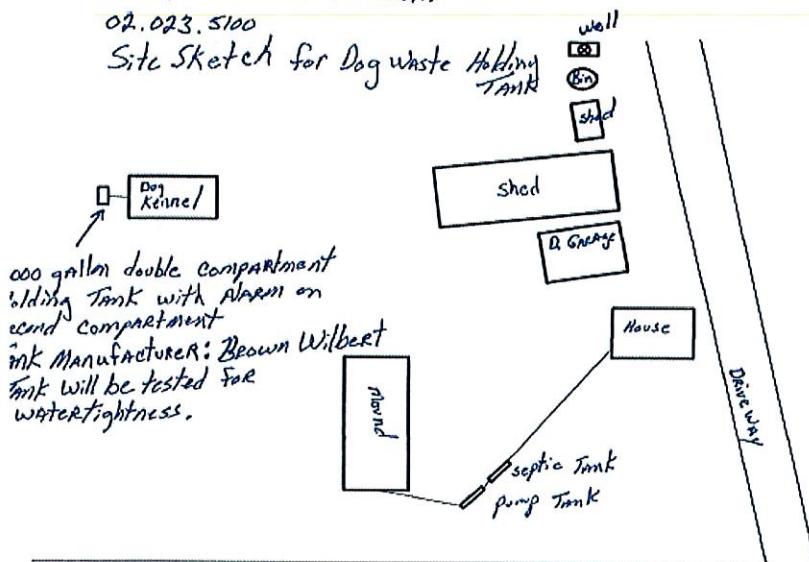 02.023.5100
Site Sketch for Dog Waste Holding
Tank
well
Bin
shed
shed
Dog
Kennel
D. Garage
000 gallon double compartment
olding Tank with Alarm on
econd compartment
ank Manufacturer: Brown Wilbert
Tank will be tested for
watertightness.
House
Mound
Driveway
septic Tank
pump Tank